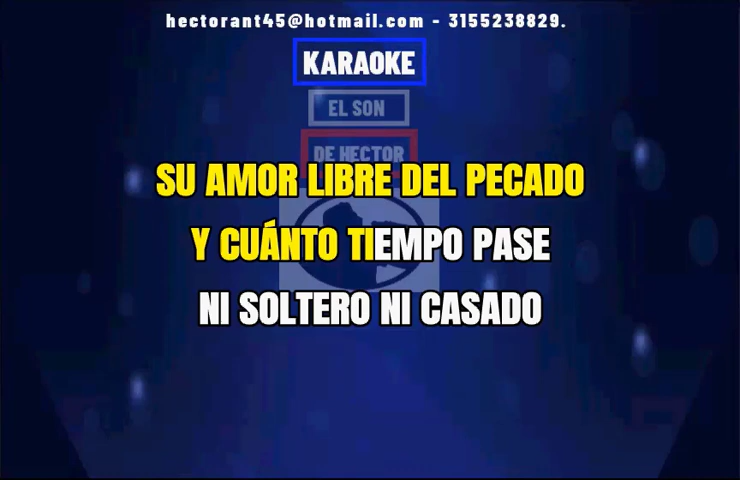 hectorant45@hotmail.com - 3155238829.
KARAOKE
EL SON
DE HECTOR
SU AMOR LIBRE DEL PECADO
Y CUÁNTO TIEMPO PASE
NI SOLTERO NI CASADO